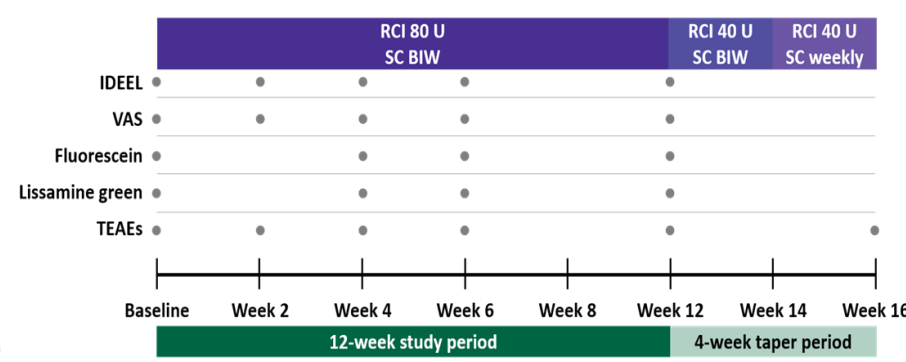 RCI 80 U
SC BIW
RCI 40 U
SC BIW
RCI 40 U
SC weekly
IDEEL
VAS
Fluorescein
Lissamine green
TEAEs
Baseline Week 2 Week 4 Week 6 Week 8 Week 12 Week 14 Week 16
12-week study period
4-week taper period